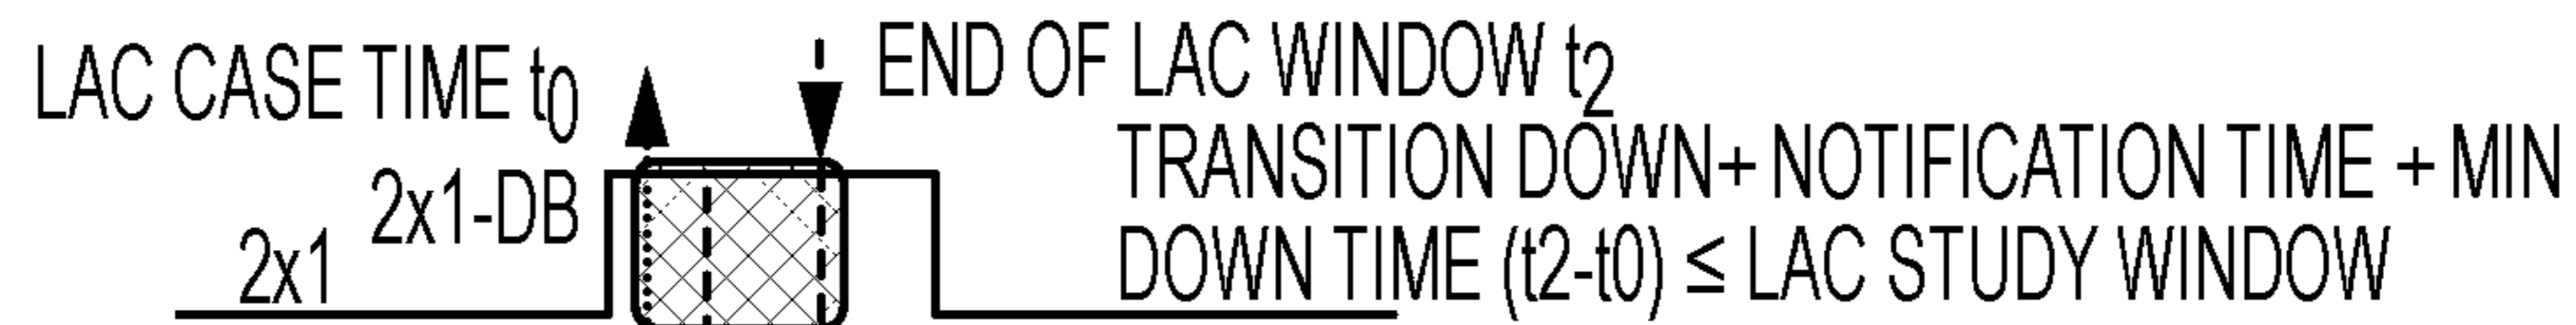 LAC CASE TIME t0
END OF LAC WINDOW t2
TRANSITION DOWN+ NOTIFICATION TIME + MIN
DOWN TIME (t2-t0) ≤ LAC STUDY WINDOW
2x1-DB
2x1